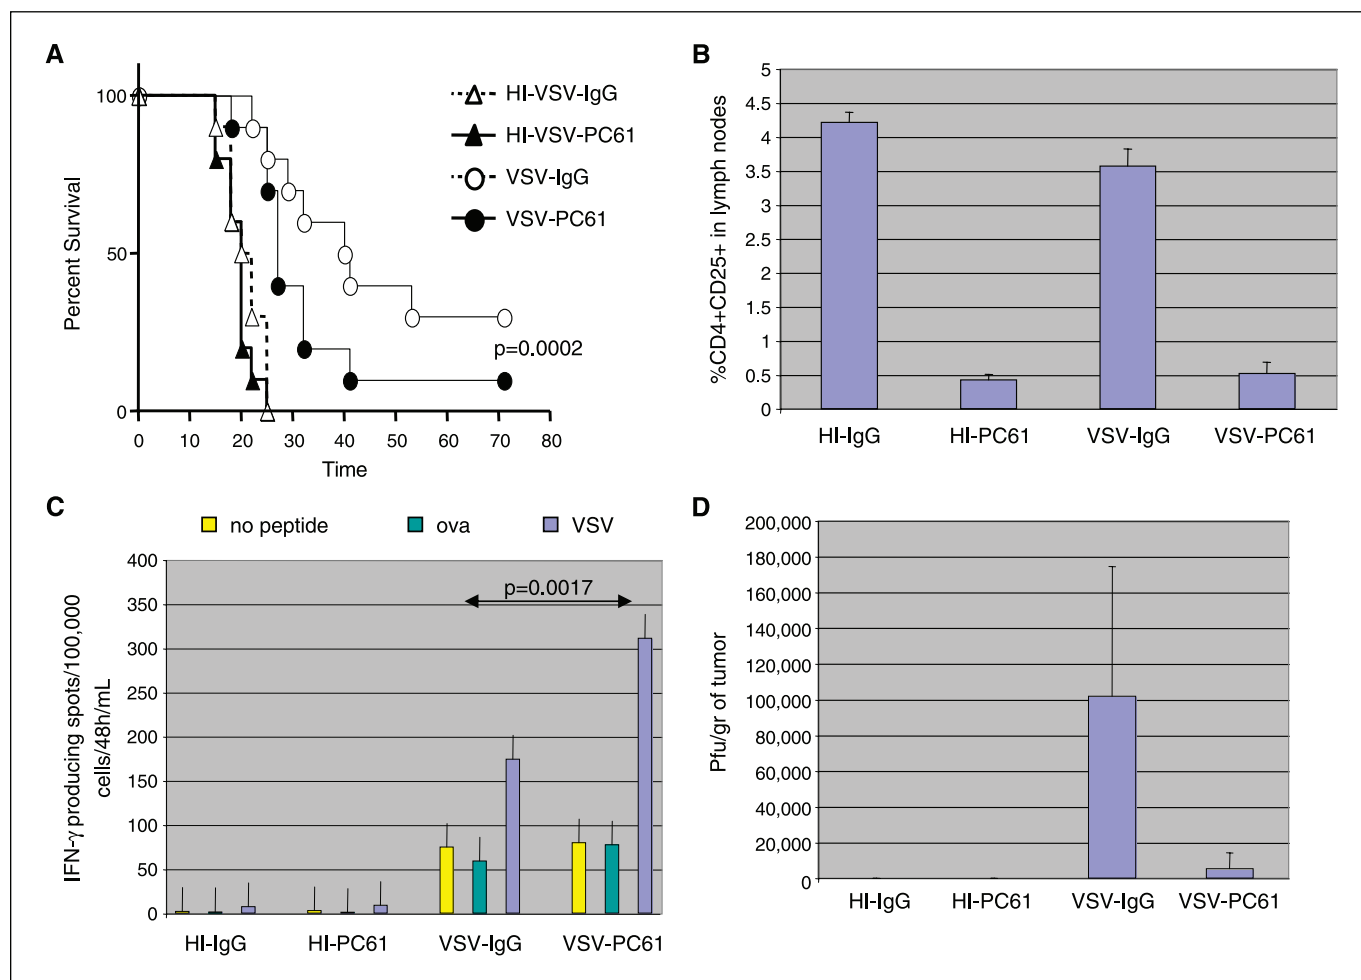 A
100
50
0
Percent Survival
0 10 20 30 40 50 60 70 80
Time
HI-VSV-IgG
HI-VSV-PC61
VSV-IgG
VSV-PC61
p=0.0002
B
%CD4+CD25+ in lymph nodes
5
4.5
4
3.5
3
2.5
2
1.5
1
0.5
0
HI-IgG HI-PC61 VSV-IgG VSV-PC61
C
no peptide ova VSV
IFN-γ producing spots/100,000
cells/48h/mL
400
350
300
250
200
150
100
50
0
p=0.0017
HI-IgG HI-PC61 VSV-IgG VSV-PC61
D
Pfu/gr of tumor
200,000
180,000
160,000
140,000
120,000
100,000
80,000
60,000
40,000
20,000
0
HI-IgG HI-PC61 VSV-IgG VSV-PC61